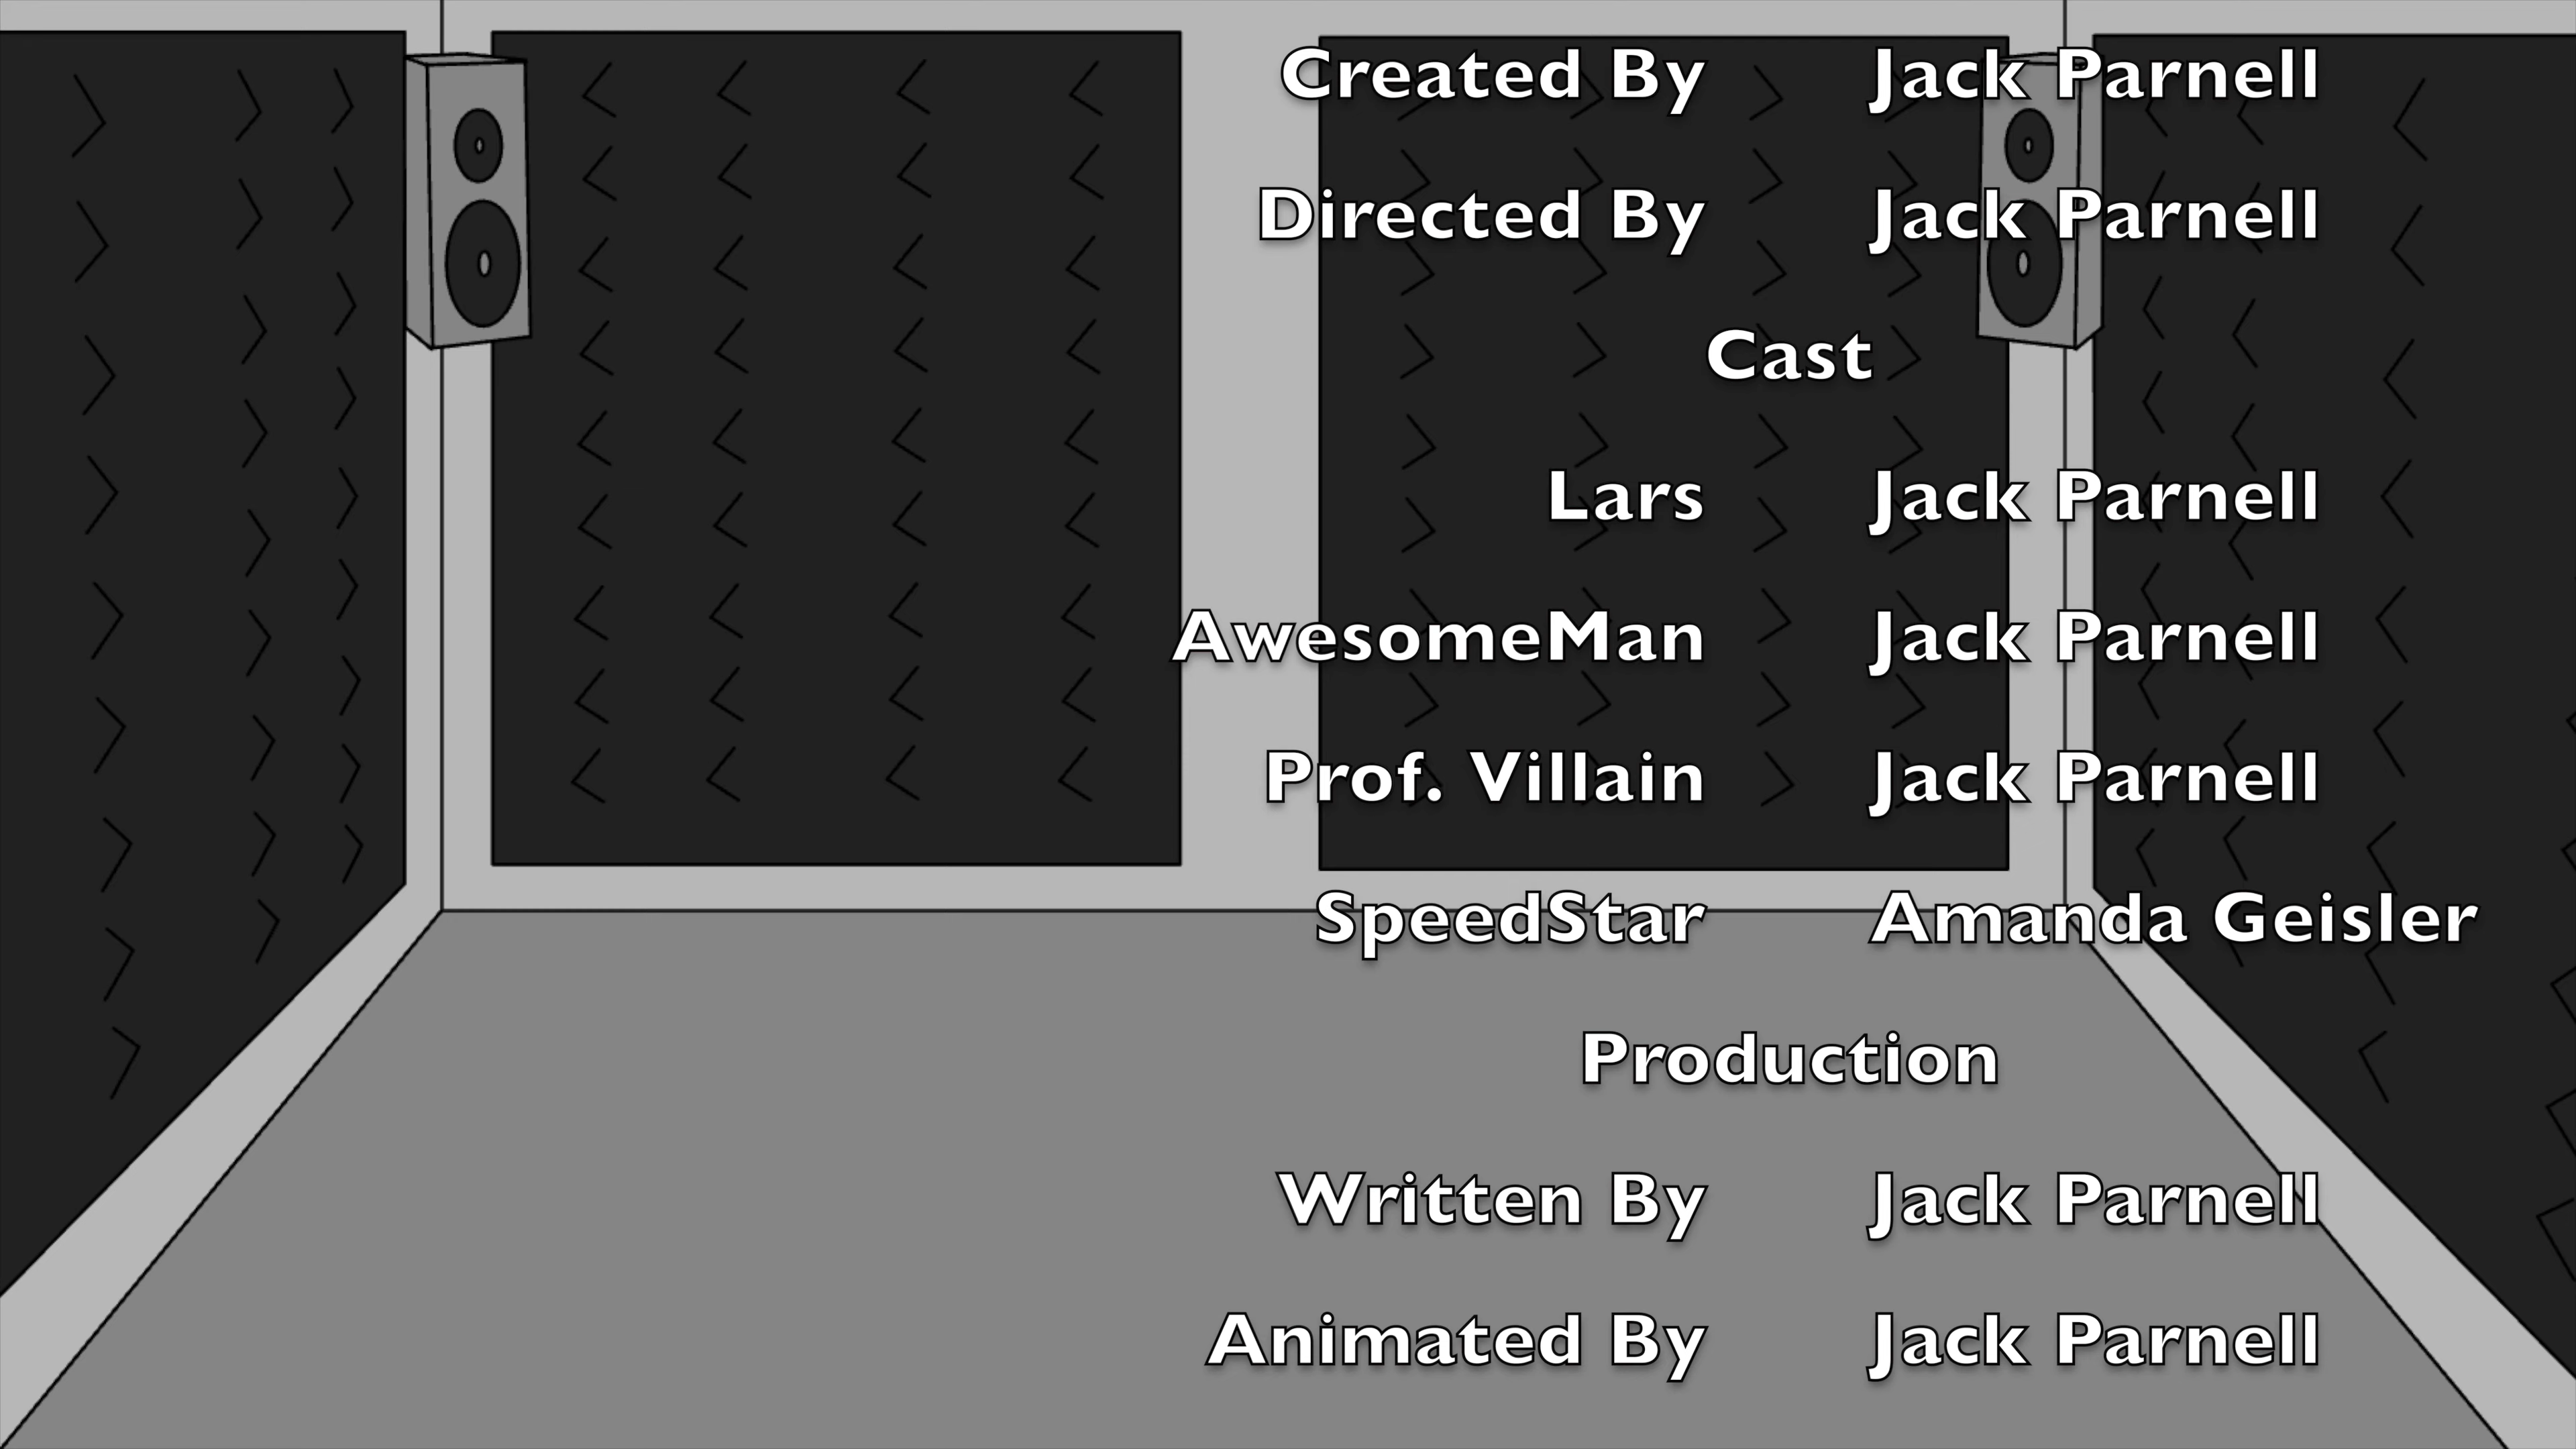 Created By Jack Parnell
Directed By Jack Parnell
Cast
Lars Jack Parnell
AwesomeMan Jack Parnell
Prof. Villain Jack Parnell
SpeedStar Amanda Geisler
Production
Written By Jack Parnell
Animated By Jack Parnell